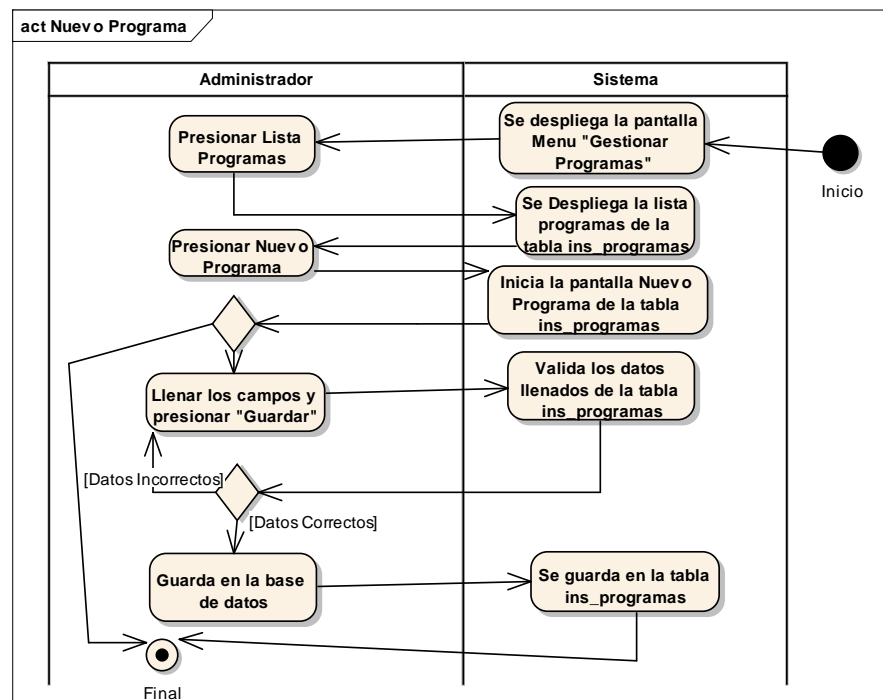 act Nuevo Programa
Administrador
Sistema
Presionar Lista
Programas
Se despliega la pantalla
Menu "Gestionar
Programas"
Inicio
Se Despliega la lista
programas de la
tabla ins_programas
Presionar Nuevo
Programa
Inicia la pantalla Nuevo
Programa de la tabla
ins_programas
Llenar los campos y
presionar "Guardar"
Valida los datos
llenados de la tabla
ins_programas
[Datos Incorrectos]
[Datos Correctos]
Guarda en la base
de datos
Se guarda en la tabla
ins_programas
Final